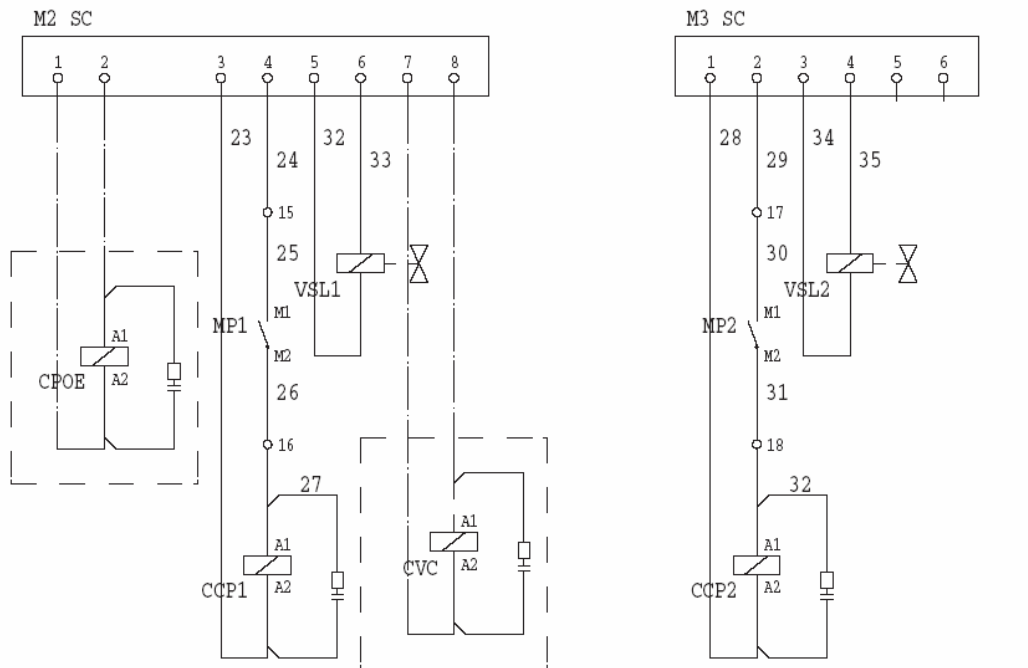 M2 SC M3 SC
1 2 3 4 5 6 7 8 1 2 3 4 5 6
23 32 28 34
24 33 29 35
15 17
25 30
VSL1 VSL2
M1 M1
MP1 MP2
A1 M2 M2
CPOE A2 26 31
16 18
27 32
A1
A1 A1
CVC A2
CCP1 A2 CCP2 A2